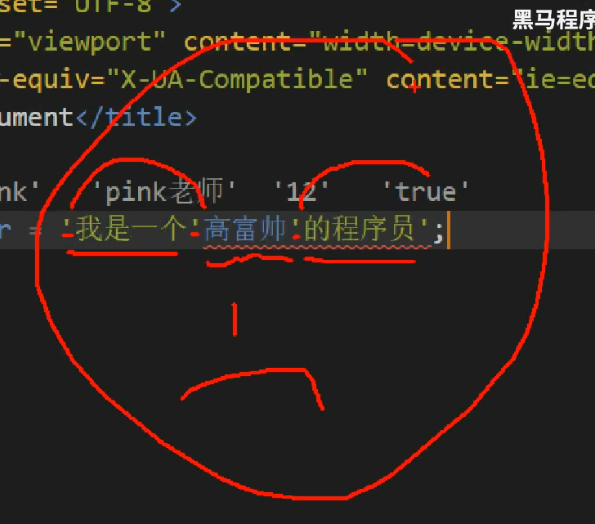 黑马程序
set="UTF-8">
="viewport" content="width=device-width
-equiv="X-UA-Compatible" content="ie=ed
ument</title>
nk' 'pink老师' '12' 'true'
r = '我是一个'高富帅'的程序员';